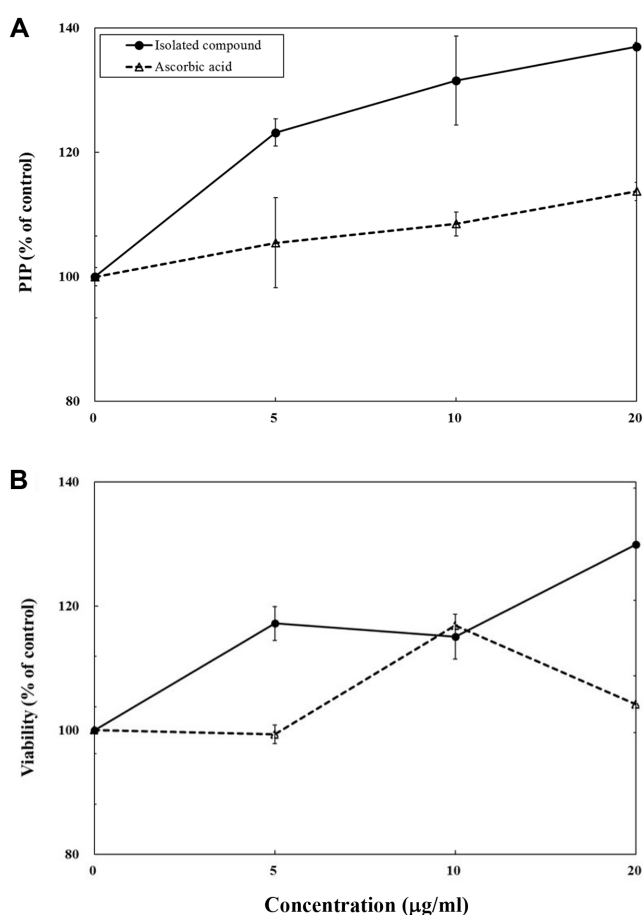 A
140
Isolated compound
Ascorbic acid
120
100
80
PIP (% of control)
0 5 10 20
B
140
120
100
80
Viability (% of control)
0 5 10 20
Concentration (μg/ml)